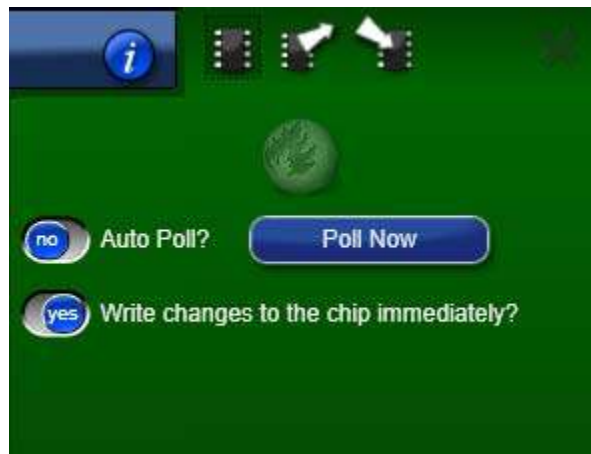 i
no Auto Poll? Poll Now
yes Write changes to the chip immediately?